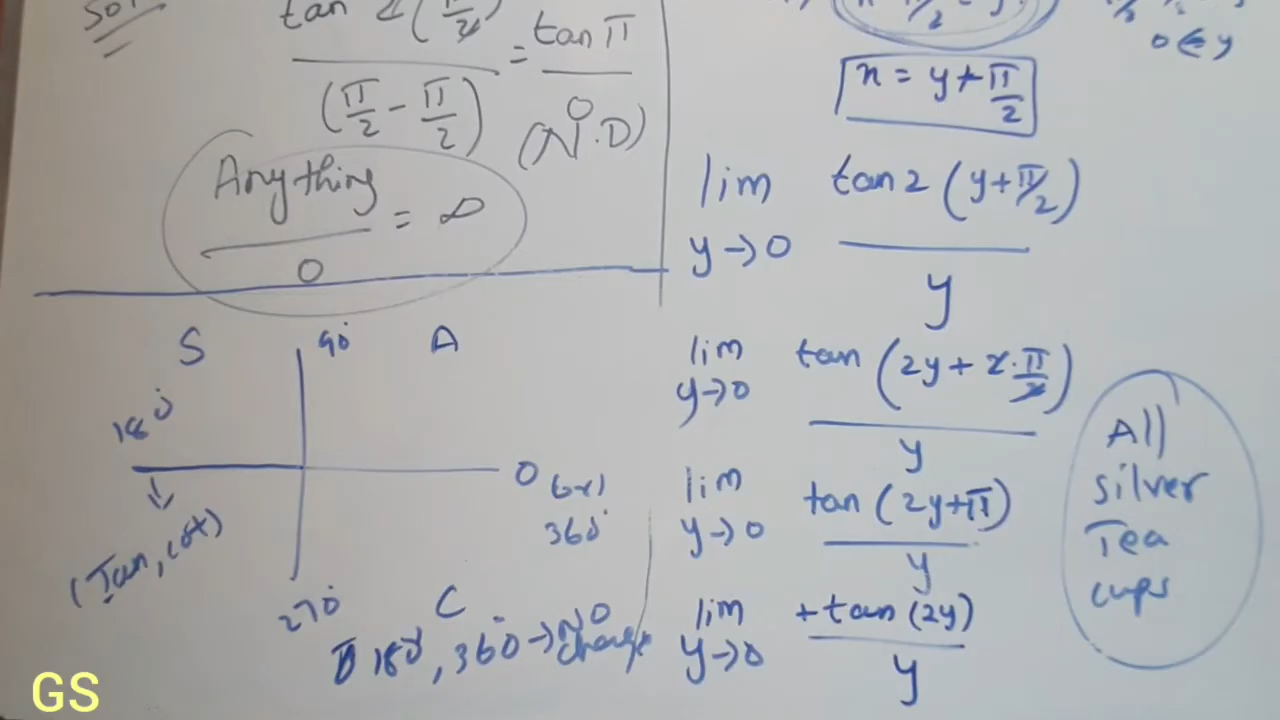 Sol
tan 2(π/2)
(π/2 - π/2)
= tan π
0
(N.D)
Anything
0
= ∞
S
90°
A
180°
0 (or)
360°
(Tan, cot)
270°
C
180°, 360° → No
change
0 ← y
x = y + π/2
lim tan 2 (y+π/2)
y→0 y
lim tan (2y + 2·π/2)
y→0 y
lim tan (2y+π)
y→0 y
lim + tan (2y)
y→0 y
All
silver
Tea
cups
GS